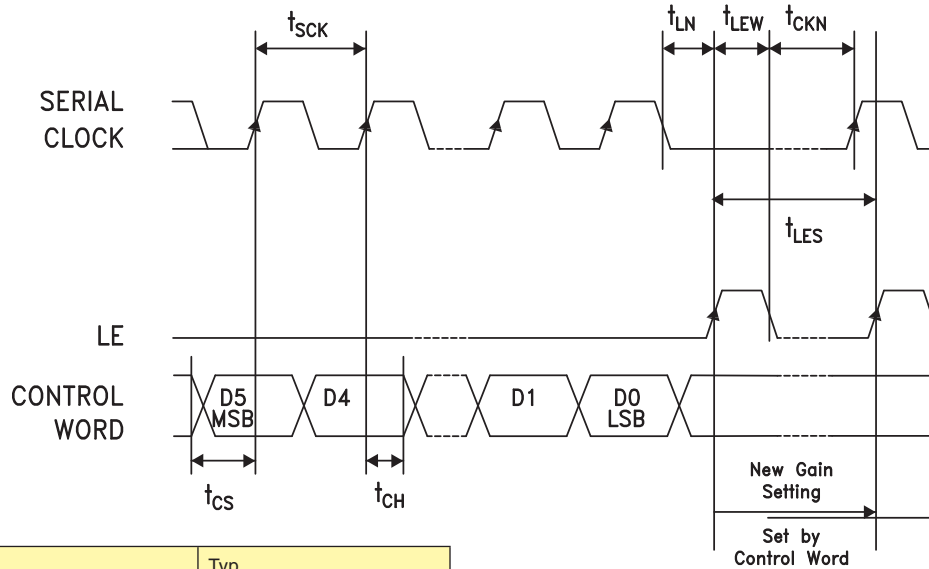 tSCK
tLN tLEW tCKN
SERIAL
CLOCK
tLES
LE
CONTROL
WORD
D5
MSB
D4
D1
D0
LSB
tCS
tCH
New Gain
Setting
Set by
Control Word
Typ